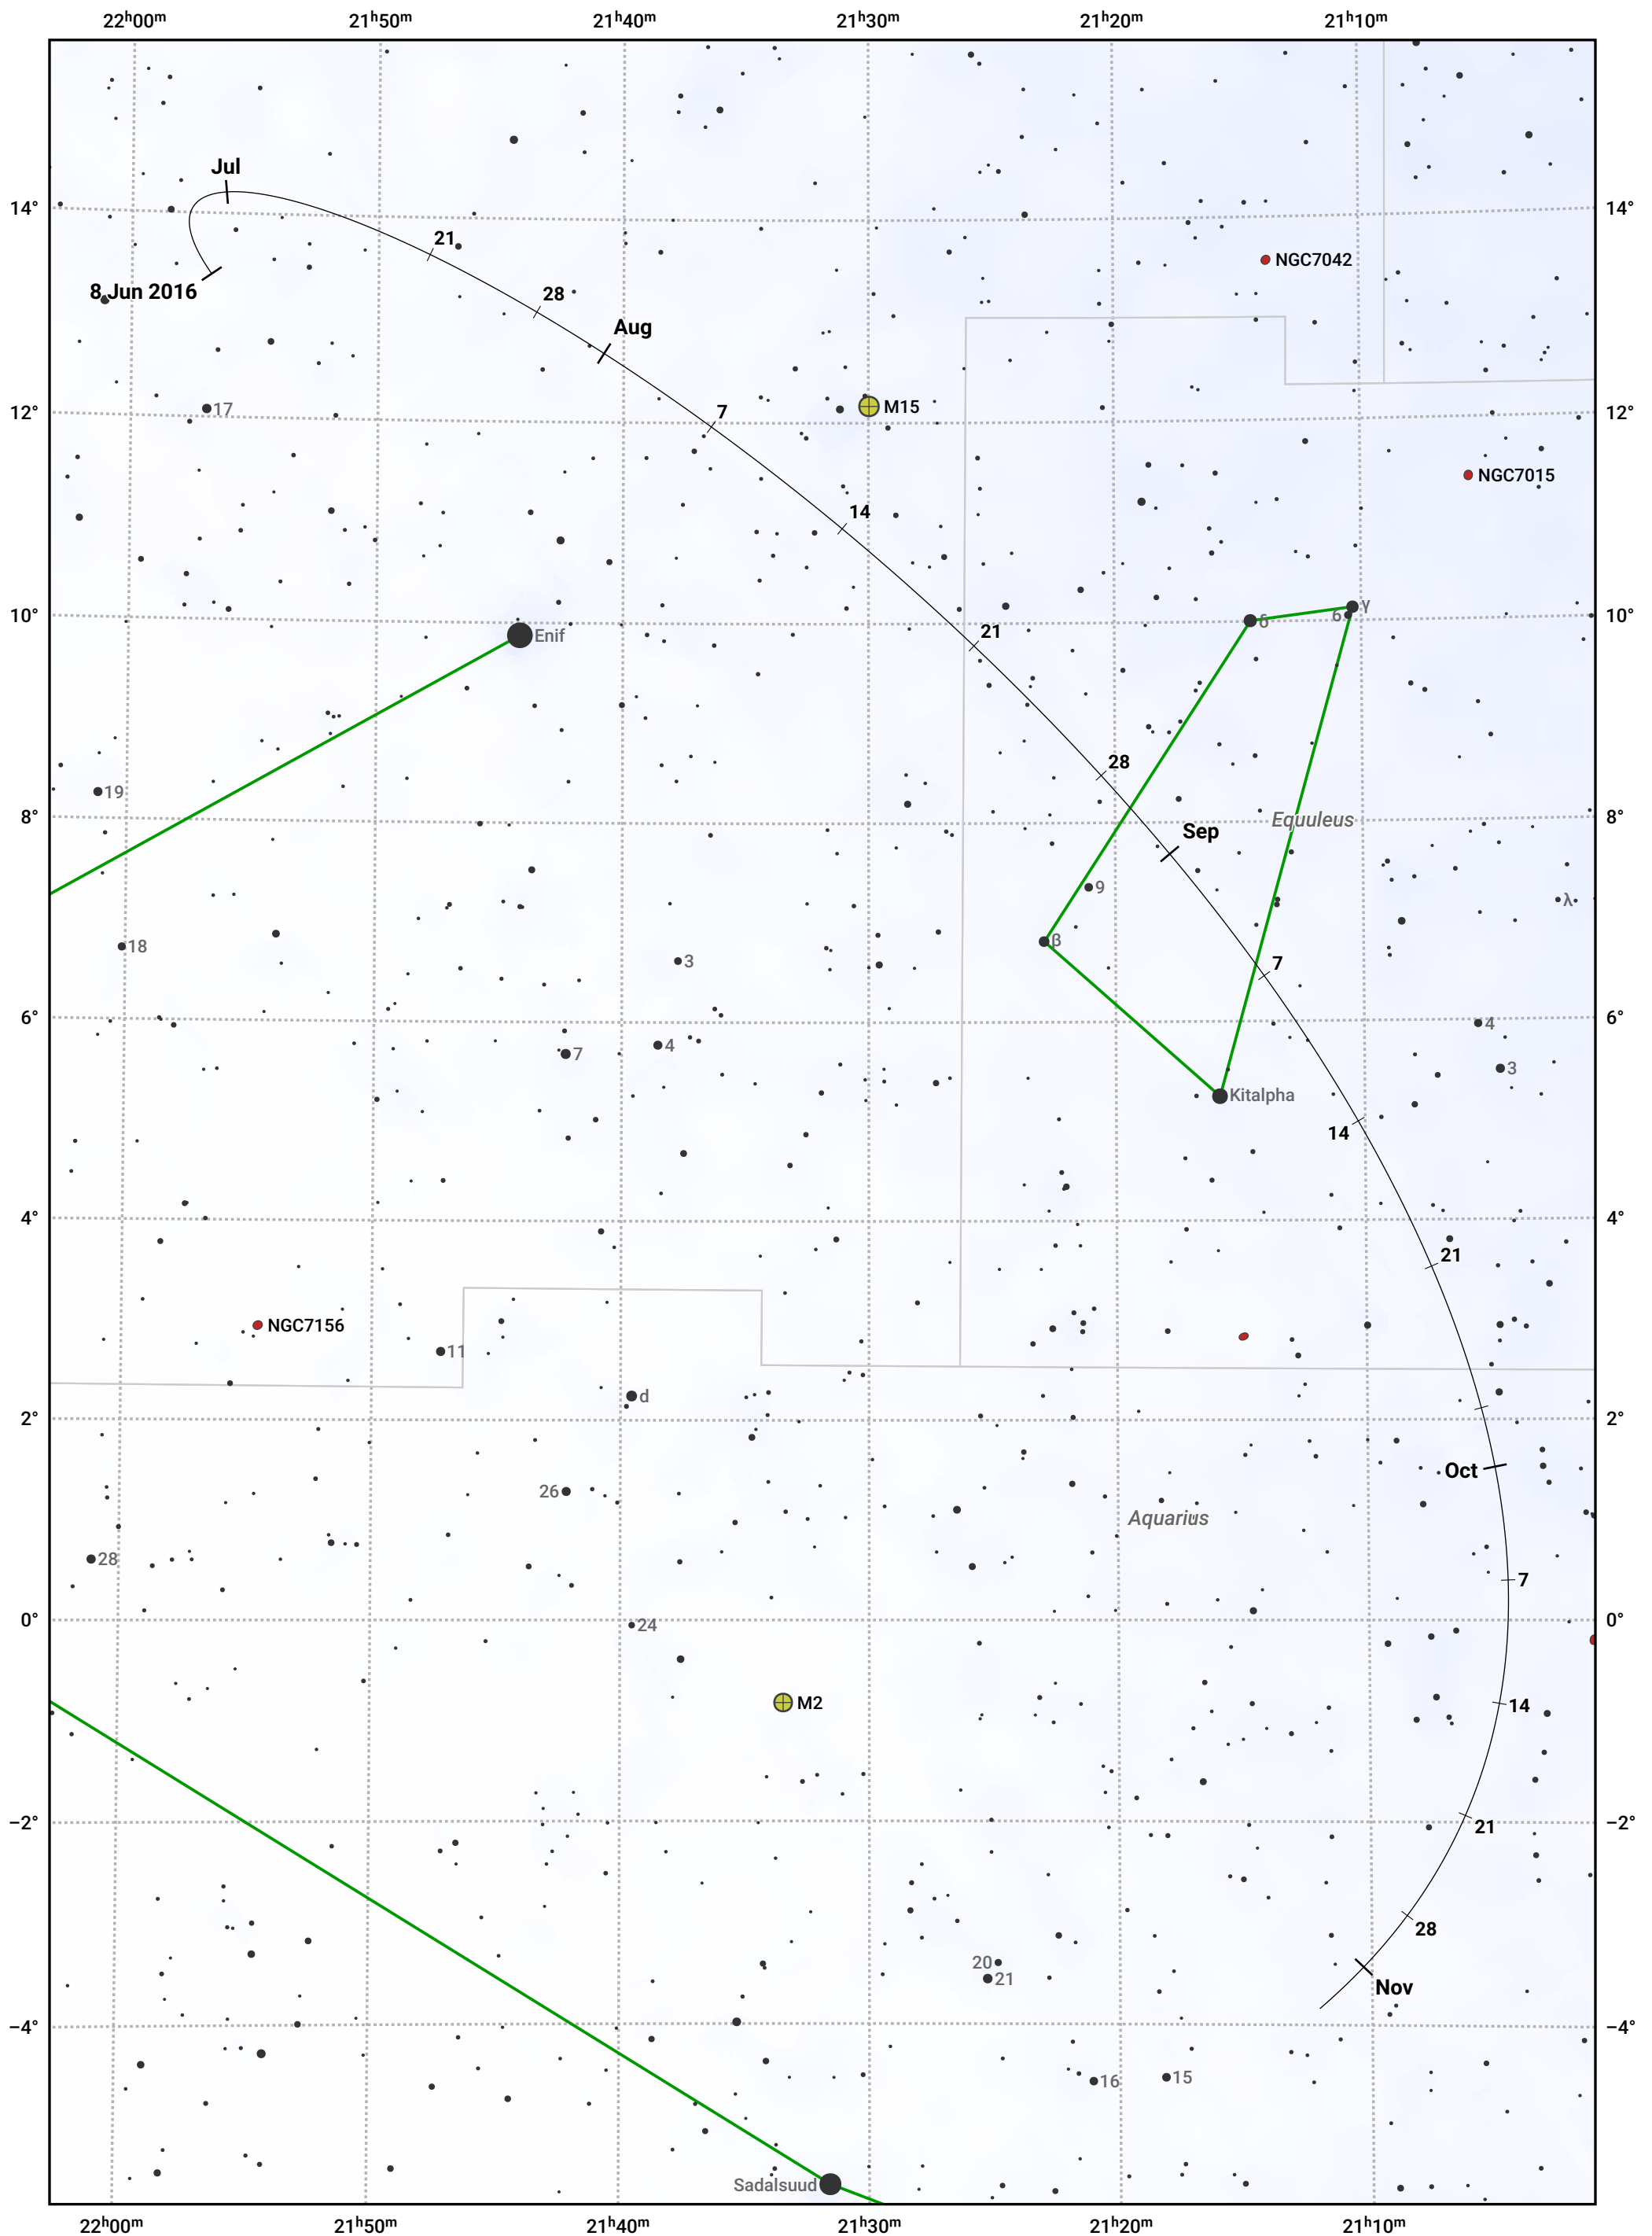 22h00m 21h50m 21h40m 21h30m 21h20m 21h10m
Jul
14° 14°
21
NGC7042
8 Jun 2016
28
Aug
17 7 M15
12° 12°
NGC7015
14
10° γ 10°
δ 6
21
Enif
28
19
8° Equuleus 8°
Sep
9
λ
β
18
3 7
6° 6°
4
7 4
3
Kitalpha
14
4° 4°
21
NGC7156
11
d
2° 2°
Oct
26
Aquarius
28
7
0° 0°
24
M2 14
−2° −2°
21
28
20
21
Nov
−4° −4°
16 15
Sadalsuud
22h00m 21h50m 21h40m 21h30m 21h20m 21h10m